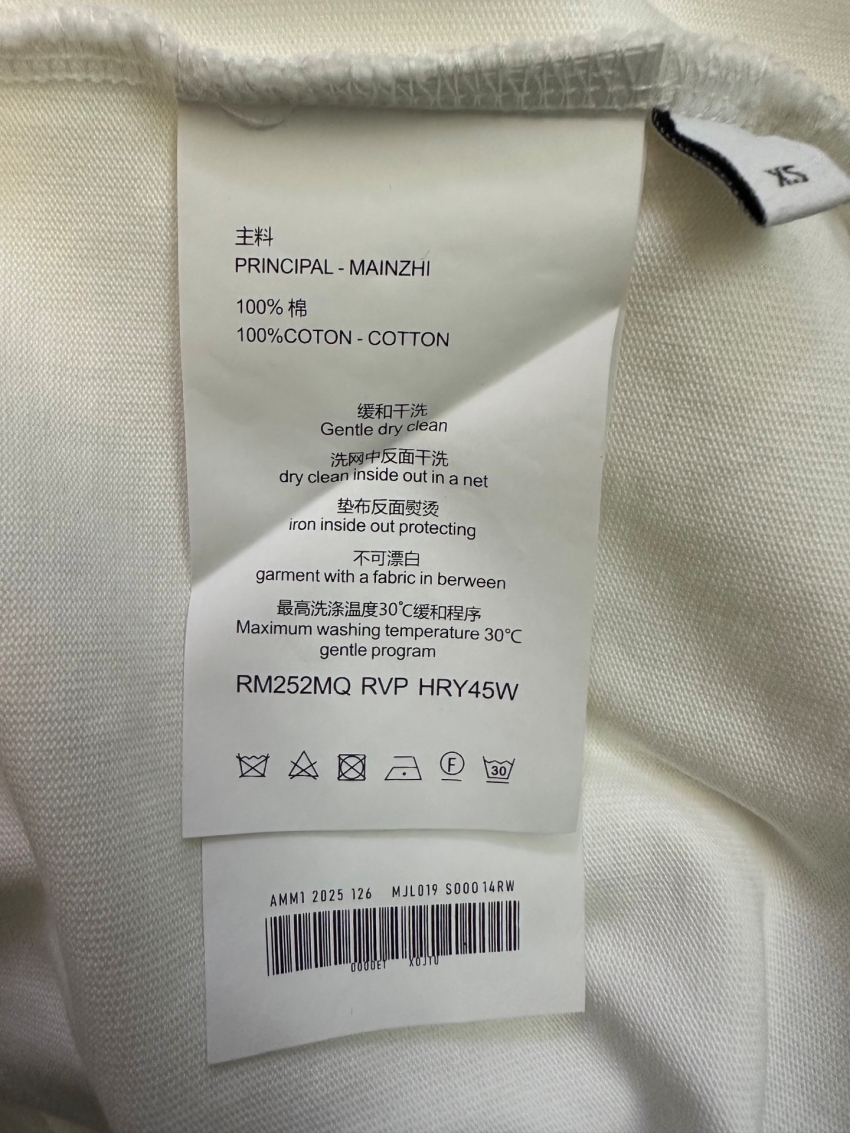 XS
主料
PRINCIPAL - MAINZHI
100% 棉
100%COTON - COTTON
缓和干洗
Gentle dry clean
洗网中反面干洗
dry clean inside out in a net
垫布反面熨烫
iron inside out protecting
不可漂白
garment with a fabric in berween
最高洗涤温度30℃缓和程序
Maximum washing temperature 30℃
gentle program
RM252MQ RVP HRY45W
F
30
AMM1 2025 126 MJL019 S00014RW